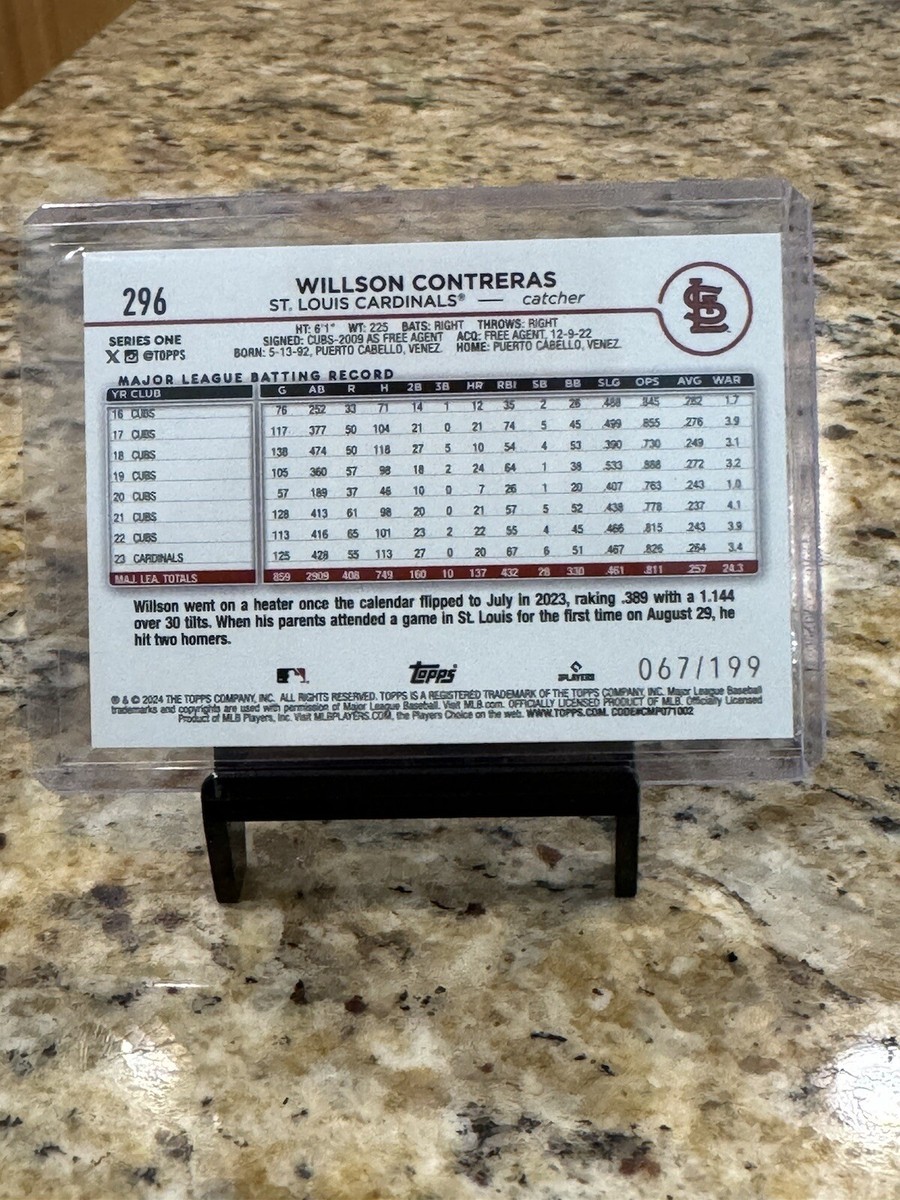 296
WILLSON CONTRERAS
ST. LOUIS CARDINALS® — catcher
SERIES ONE
X @TOPPS
HT: 6'1" WT: 225 BATS: RIGHT THROWS: RIGHT
SIGNED: CUBS-2009 AS FREE AGENT ACQ: FREE AGENT, 12-9-22
BORN: 5-13-92, PUERTO CABELLO, VENEZ. HOME: PUERTO CABELLO, VENEZ.
MAJOR LEAGUE BATTING RECORD
YR CLUB G AB R H 2B 3B HR RBI SB BB SLG OPS AVG WAR
16 CUBS 76 252 33 71 14 1 12 35 2 26 .488 .845 .282 1.7
17 CUBS 117 377 50 104 21 0 21 74 5 45 .499 .855 .276 3.9
18 CUBS 138 474 50 118 27 5 10 54 4 53 .390 .730 .249 3.1
19 CUBS 105 360 57 98 18 2 24 64 1 38 .533 .888 .272 3.2
20 CUBS 57 189 37 46 10 0 7 26 1 20 .407 .763 .243 1.0
21 CUBS 128 413 61 98 20 0 21 57 5 52 .438 .778 .237 4.1
22 CUBS 113 416 65 101 23 2 22 55 4 45 .466 .815 .243 3.9
23 CARDINALS 125 428 55 113 27 0 20 67 6 51 .467 .826 .264 3.4
MAJ. LEA. TOTALS 859 2909 408 749 160 10 137 432 28 330 .461 .811 .257 24.3
Willson went on a heater once the calendar flipped to July in 2023, raking .389 with a 1.144
over 30 tilts. When his parents attended a game in St. Louis for the first time on August 29, he
hit two homers.
topps PLAYERS 067/199
® & © 2024 THE TOPPS COMPANY, INC. ALL RIGHTS RESERVED. TOPPS IS A REGISTERED TRADEMARK OF THE TOPPS COMPANY, INC. Major League Baseball
trademarks and copyrights are used with permission of Major League Baseball. Visit MLB.com. OFFICIALLY LICENSED PRODUCT OF MLB. Officially Licensed
Product of MLB Players, Inc. Visit MLBPLAYERS.COM, the Players Choice on the web. WWW.TOPPS.COM. CODE#CMP071002